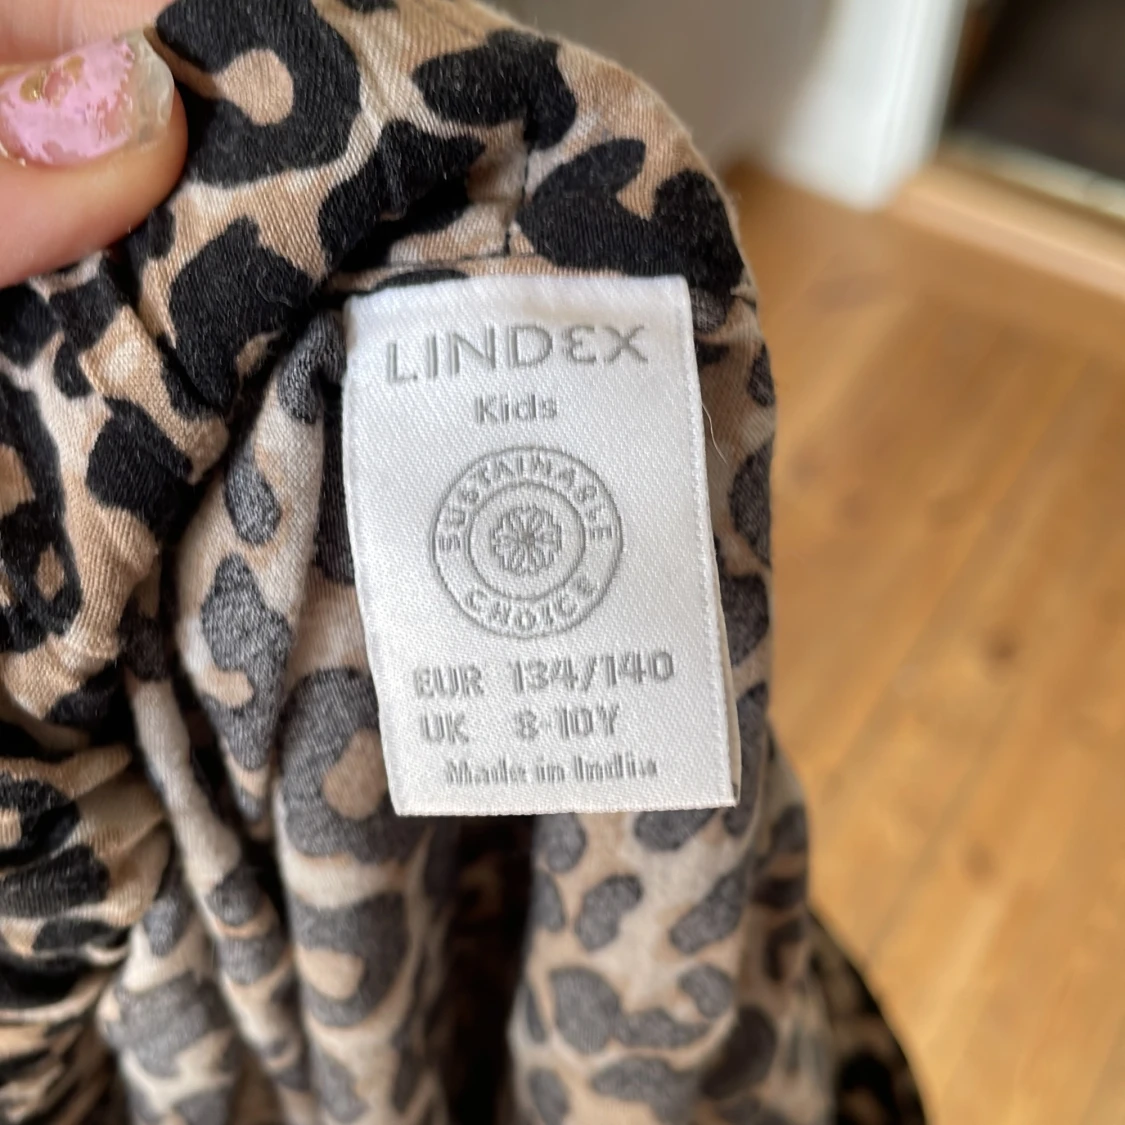 LINDEX
Kids
SUSTAINABLE
CHOICE
EUR 134/140
UK 8-10Y
Made in India